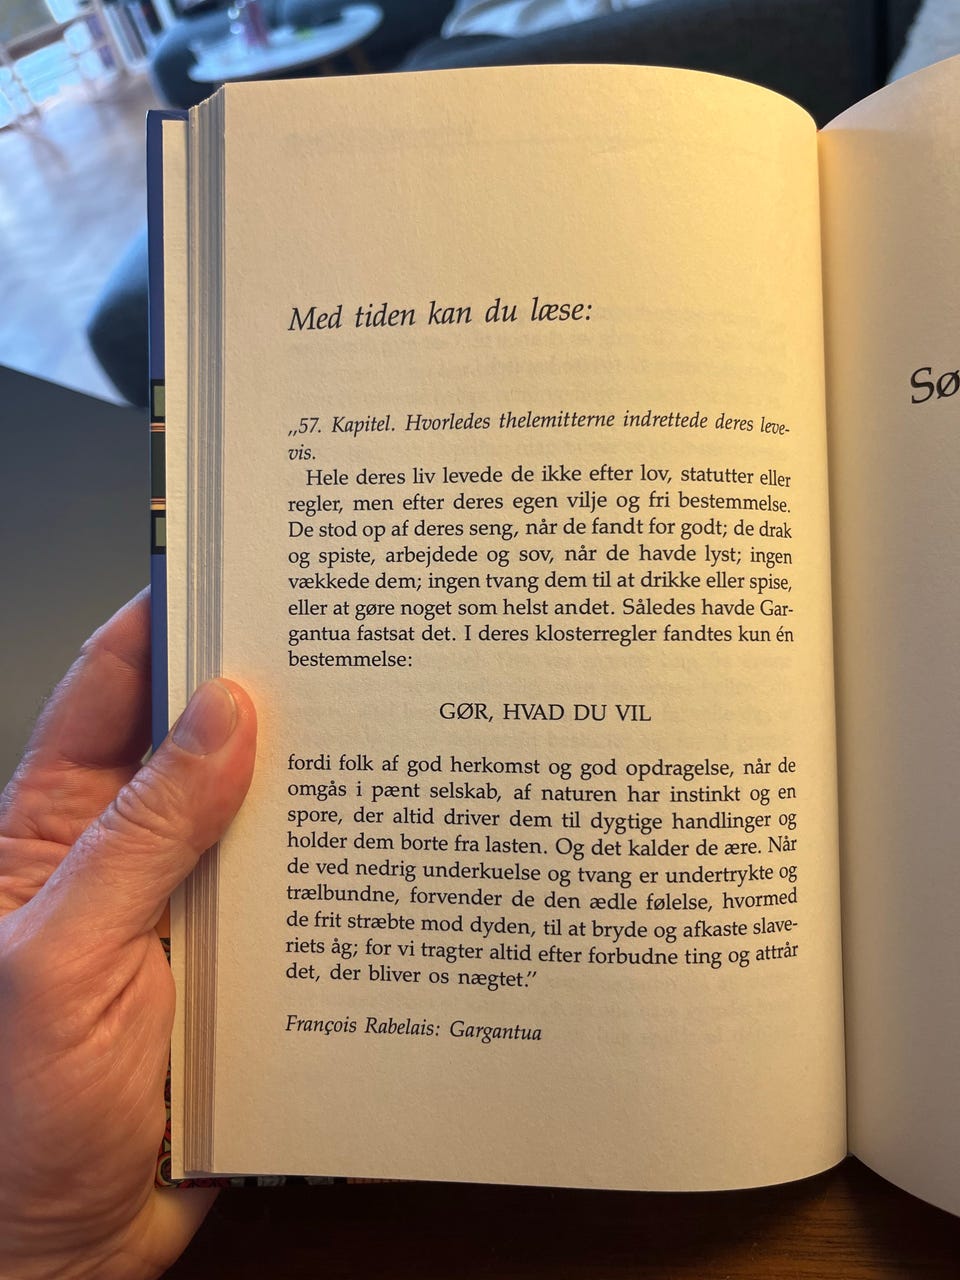 Med tiden kan du læse:
„57. Kapitel. Hvorledes thelemitterne indrettede deres leve-
vis.
Hele deres liv levede de ikke efter lov, statutter eller
regler, men efter deres egen vilje og fri bestemmelse.
De stod op af deres seng, når de fandt for godt; de drak
og spiste, arbejdede og sov, når de havde lyst; ingen
vækkede dem; ingen tvang dem til at drikke eller spise,
eller at gøre noget som helst andet. Således havde Gar-
gantua fastsat det. I deres klosterregler fandtes kun én
bestemmelse:
GØR, HVAD DU VIL
fordi folk af god herkomst og god opdragelse, når de
omgås i pænt selskab, af naturen har instinkt og en
spore, der altid driver dem til dygtige handlinger og
holder dem borte fra lasten. Og det kalder de ære. Når
de ved nedrig underkuelse og tvang er undertrykte og
trælbundne, forvender de den ædle følelse, hvormed
de frit stræbte mod dyden, til at bryde og afkaste slave-
riets åg; for vi tragter altid efter forbudne ting og attrår
det, der bliver os nægtet.”
François Rabelais: Gargantua
Sø